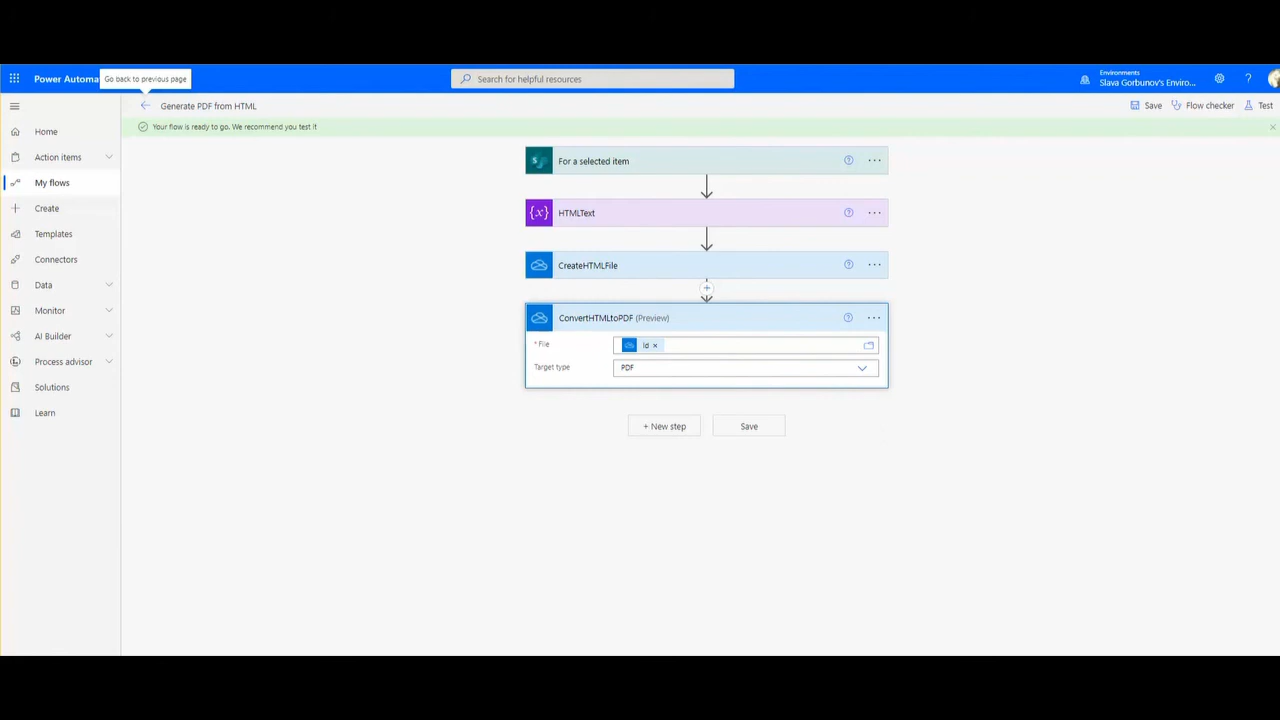 Power Automa
Go back to previous page
Search for helpful resources
Environments
Slava Gorbunov's Enviro...
?
Generate PDF from HTML
Save
Flow checker
Test
Your flow is ready to go. We recommend you test it
Home
Action items
My flows
Create
Templates
Connectors
Data
Monitor
AI Builder
Process advisor
Solutions
Learn
For a selected item
HTMLText
CreateHTMLFile
ConvertHTMLtoPDF (Preview)
* File
Id
Target type
PDF
+ New step
Save